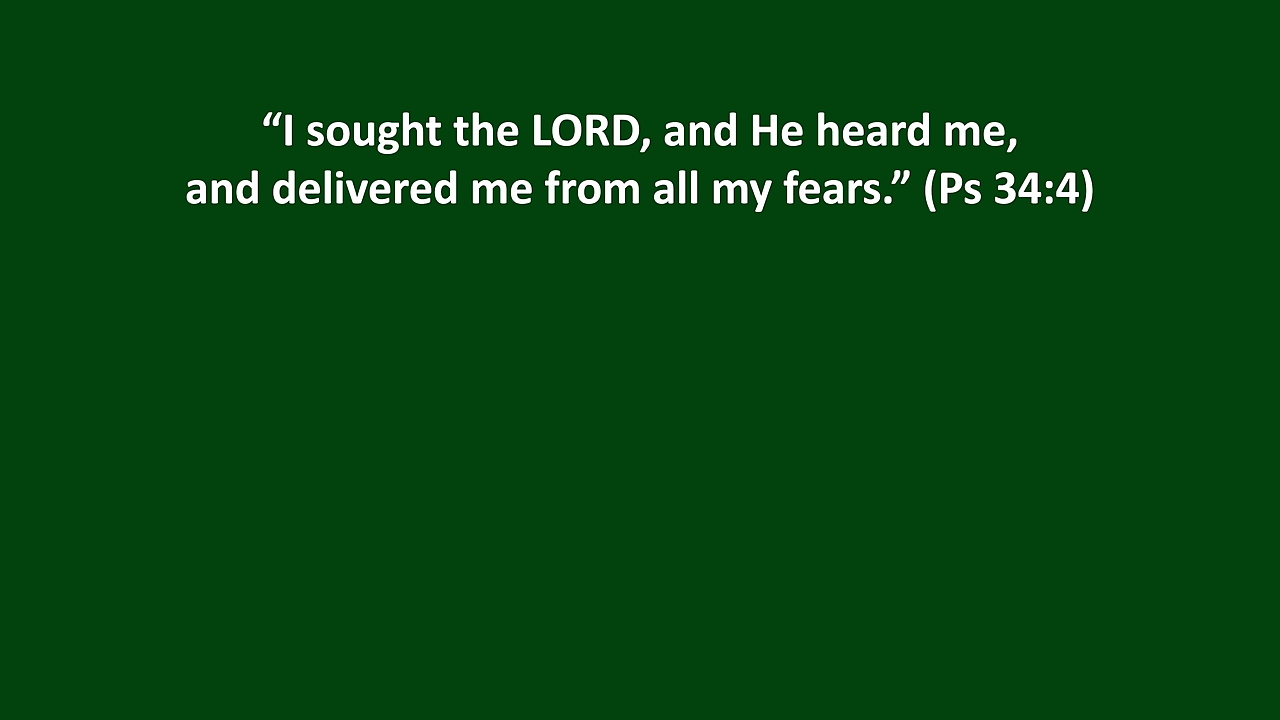 “I sought the LORD, and He heard me,
and delivered me from all my fears.” (Ps 34:4)